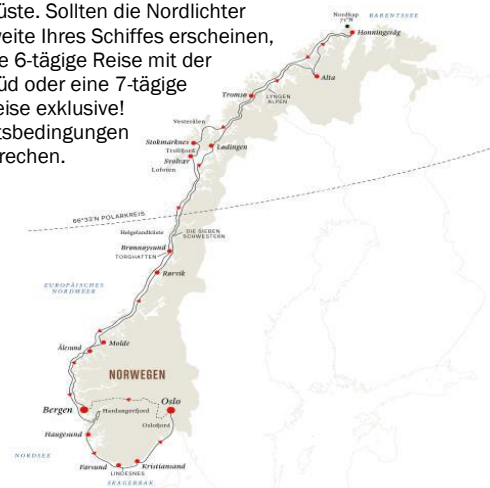 üste. Sollten die Nordlichter
weite Ihres Schiffes erscheinen,
e 6-tägige Reise mit der
üd oder eine 7-tägige
eise exklusive!
tsbedingungen
rechen.
Nordkap
71°N
BARENTSSEE
Honningsvåg
Alta
Tromsø
LYNGEN
ALPEN
Vesterålen
Stokmarknes
Trollfjord
Lødingen
Svolvær
Lofoten
66°33'N POLARKREIS
Helgelandküste
DIE SIEBEN
SCHWESTERN
Brønnøysund
TORGHATTEN
Rørvik
EUROPÄISCHES
NORDMEER
Molde
Ålesund
NORWEGEN
Oslo
Bergen
Hardangerfjord
Oslofjord
Haugesund
NORDSEE
Farsund
Kristiansand
LINDESNES
SKAGERRAK